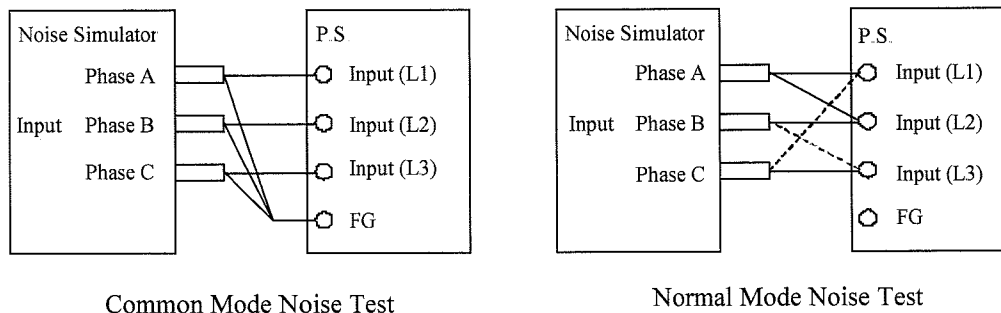 Noise Simulator
Phase A
Input Phase B
Phase C
P.S.
Input (L1)
Input (L2)
Input (L3)
FG
Common Mode Noise Test
Noise Simulator
Phase A
Input Phase B
Phase C
P.S.
Input (L1)
Input (L2)
Input (L3)
FG
Normal Mode Noise Test